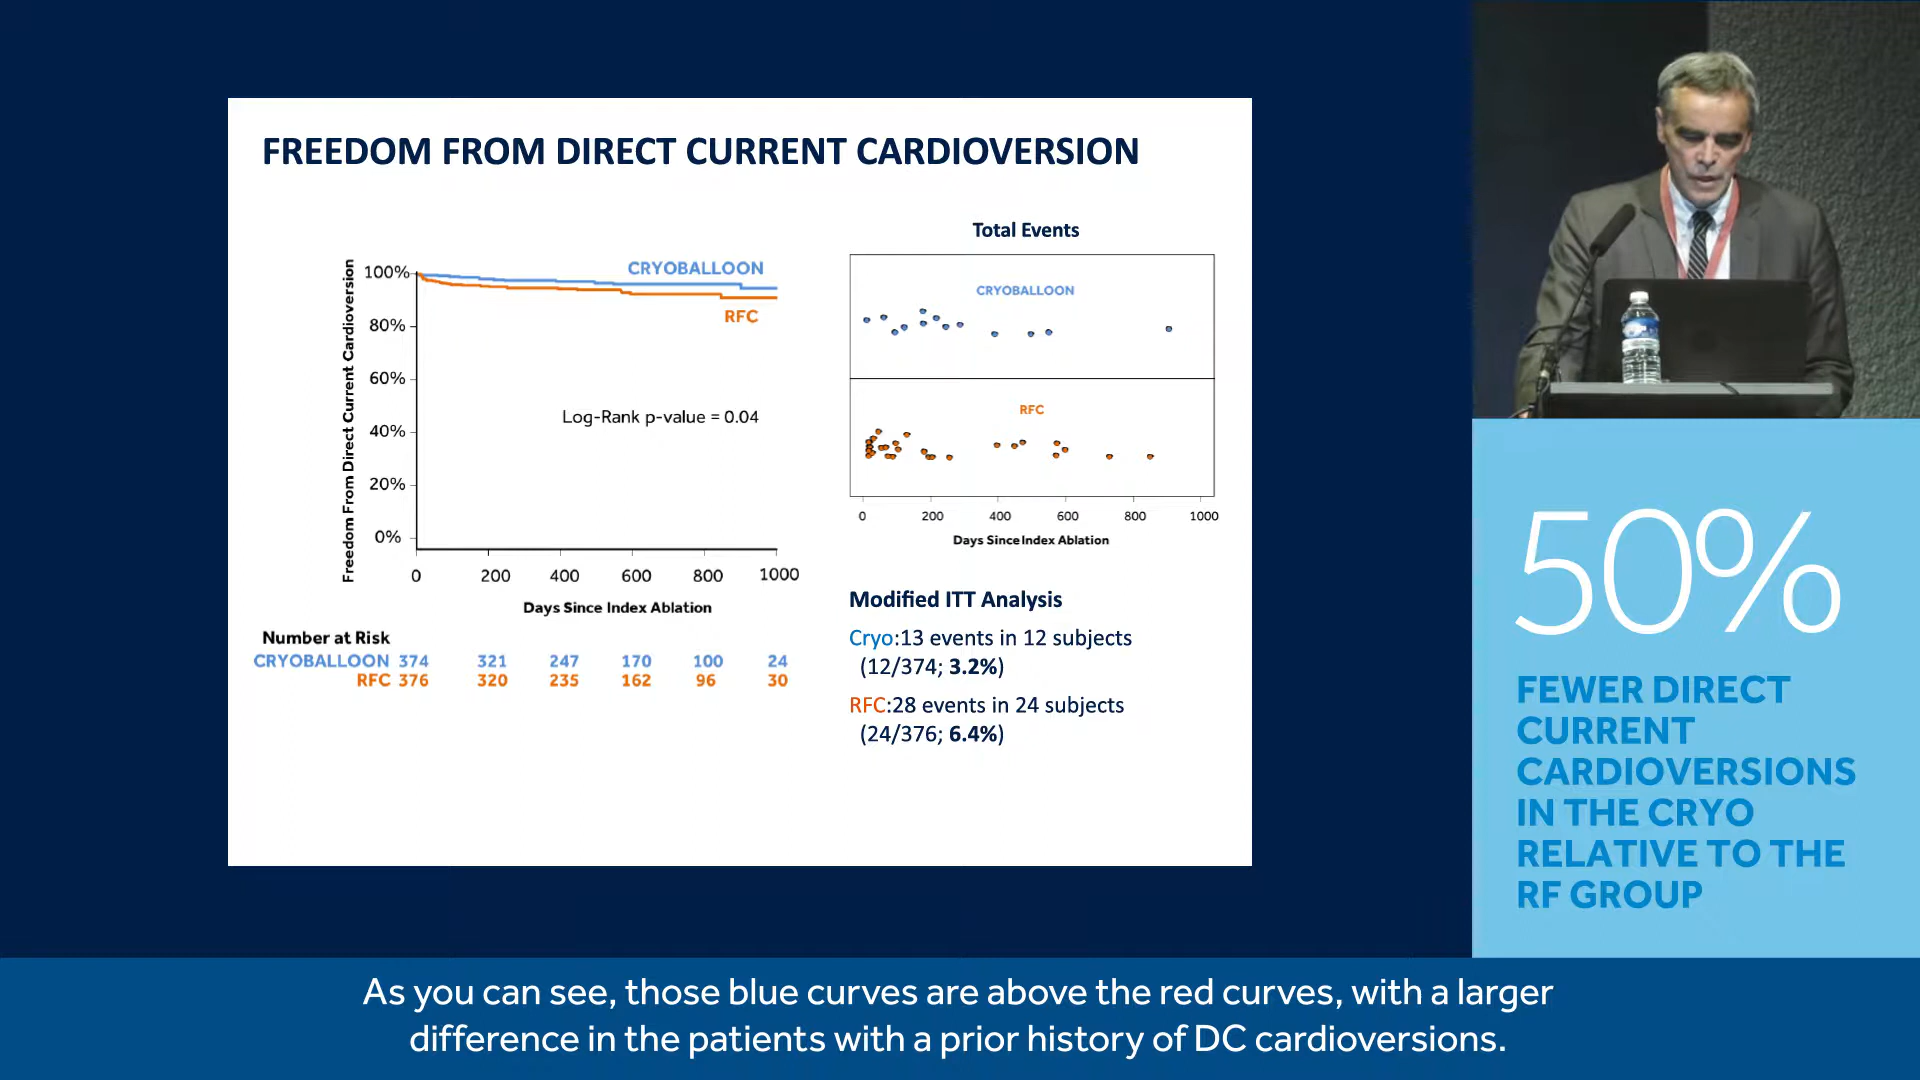 FREEDOM FROM DIRECT CURRENT CARDIOVERSION
Freedom From Direct Current Cardioversion
100%
80%
60%
40%
20%
0%
CRYOBALLOON
RFC
Log-Rank p-value = 0.04
0 200 400 600 800 1000
Days Since Index Ablation
Number at Risk
CRYOBALLOON 374 321 247 170 100 24
RFC 376 320 235 162 96 30
Total Events
CRYOBALLOON
RFC
0 200 400 600 800 1000
Days Since Index Ablation
Modified ITT Analysis
Cryo:13 events in 12 subjects
(12/374; 3.2%)
RFC:28 events in 24 subjects
(24/376; 6.4%)
50%
FEWER DIRECT
CURRENT
CARDIOVERSIONS
IN THE CRYO
RELATIVE TO THE
RF GROUP
As you can see, those blue curves are above the red curves, with a larger
difference in the patients with a prior history of DC cardioversions.